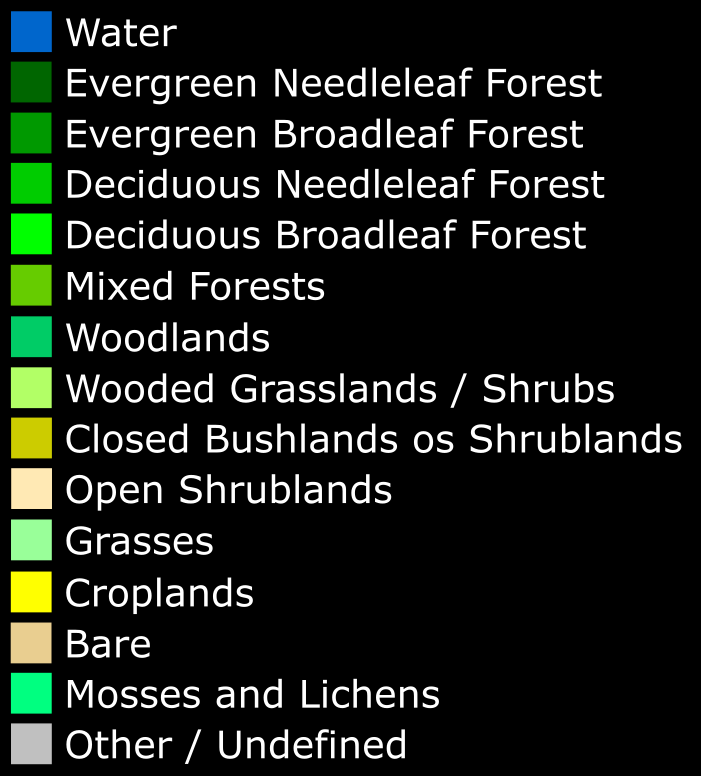 Water
Evergreen Needleleaf Forest
Evergreen Broadleaf Forest
Deciduous Needleleaf Forest
Deciduous Broadleaf Forest
Mixed Forests
Woodlands
Wooded Grasslands / Shrubs
Closed Bushlands os Shrublands
Open Shrublands
Grasses
Croplands
Bare
Mosses and Lichens
Other / Undefined